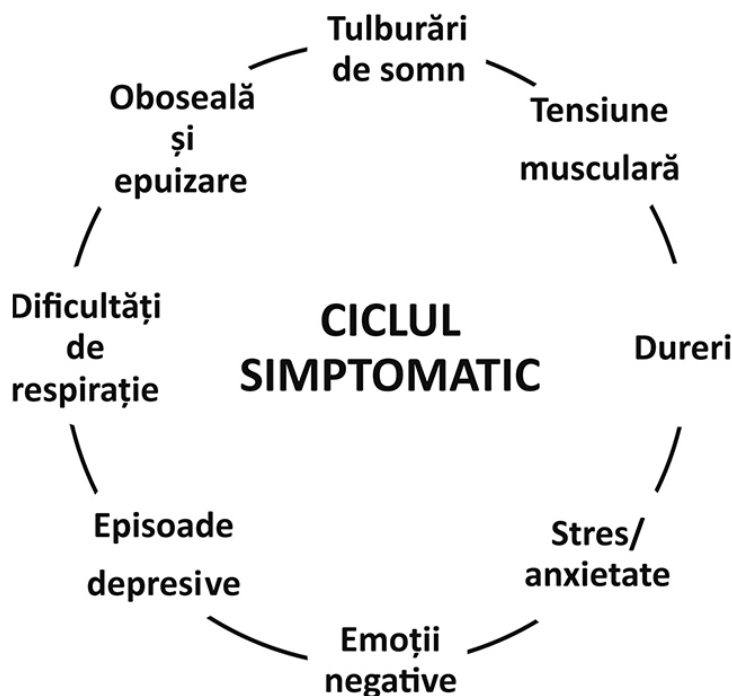 Tulburări
de somn
Tensiune
musculară
Dureri
Stres/
anxietate
Emoții
negative
Episoade
depresive
Dificultăți
de
respirație
Oboseală
și
epuizare
CICLUL
SIMPTOMATIC